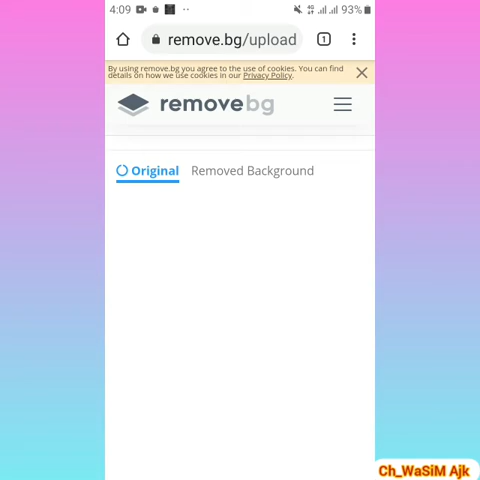 4:09 93%
remove.bg/upload 1
By using remove.bg you agree to the use of cookies. You can find
details on how we use cookies in our Privacy Policy.
removebg
Original Removed Background
Ch_WaSiM Ajk